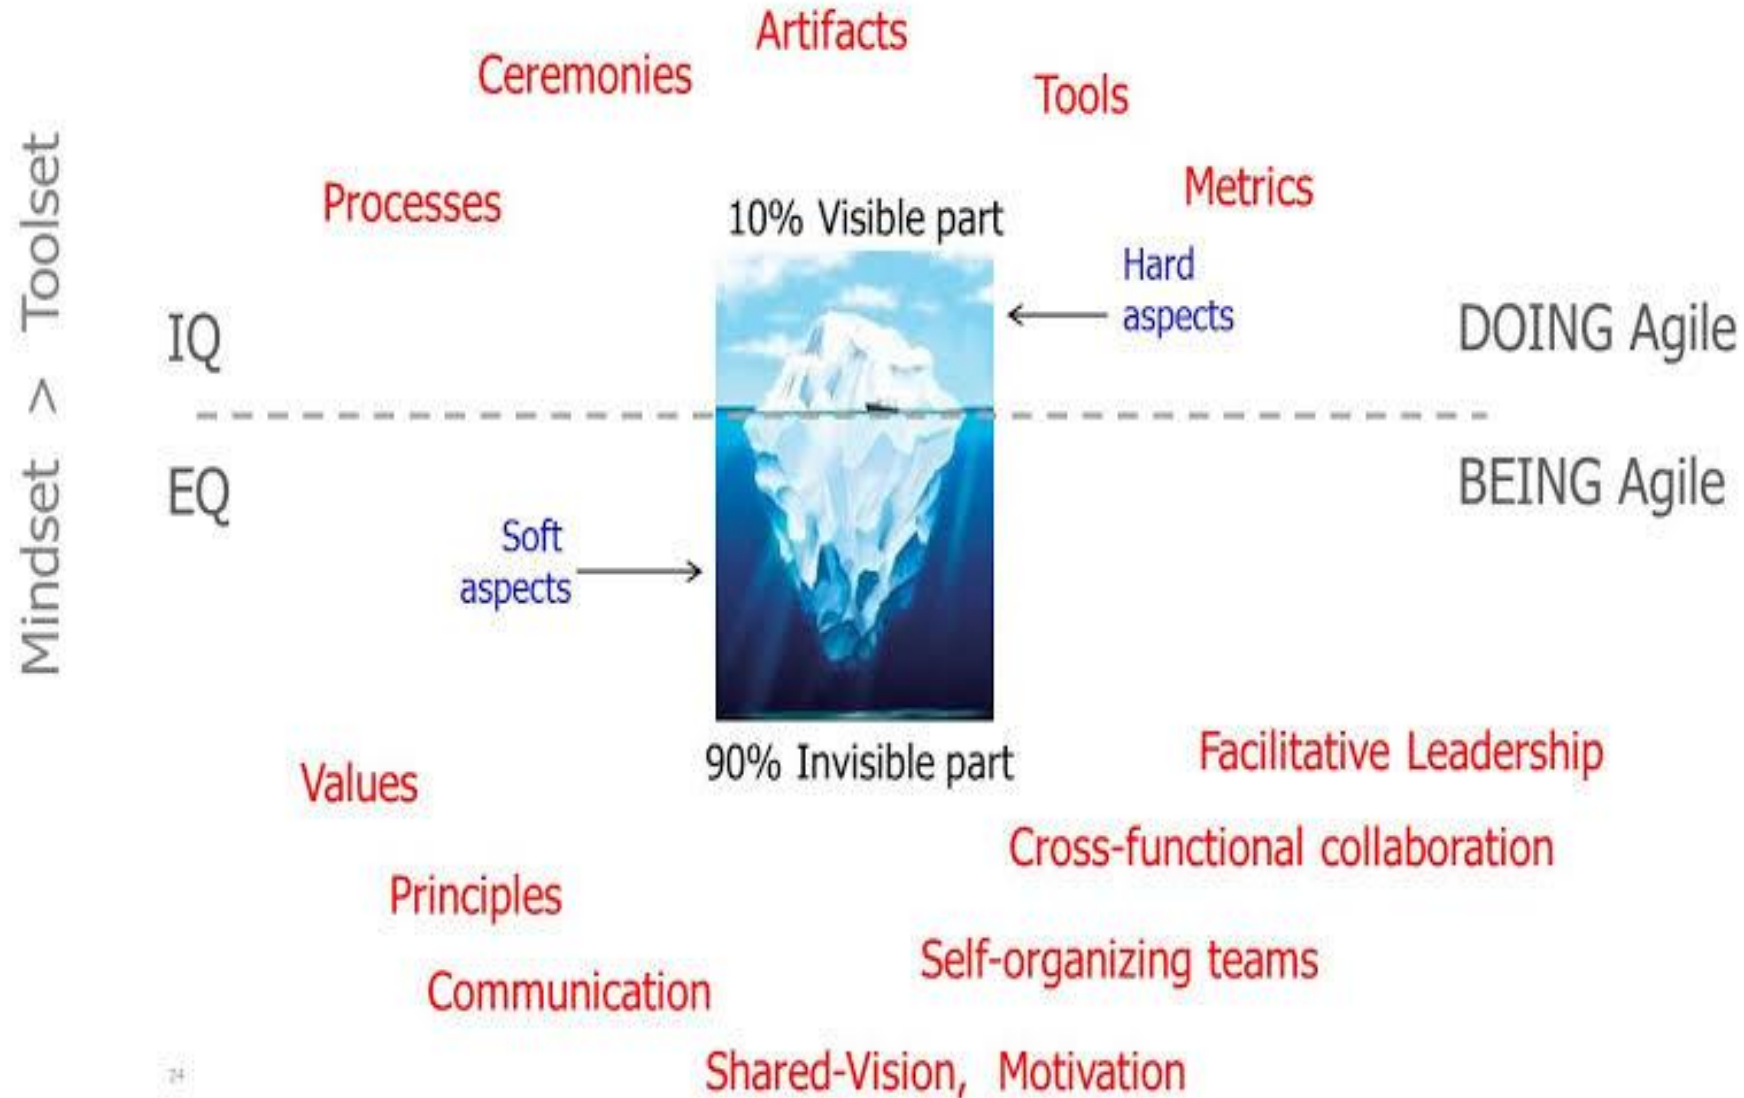 Artifacts
Ceremonies
Tools
Processes
Metrics
10% Visible part
Hard
aspects
IQ
DOING Agile
Mindset > Toolset
EQ
BEING Agile
Soft
aspects
90% Invisible part
Facilitative Leadership
Values
Cross-functional collaboration
Principles
Self-organizing teams
Communication
Shared-Vision, Motivation
24